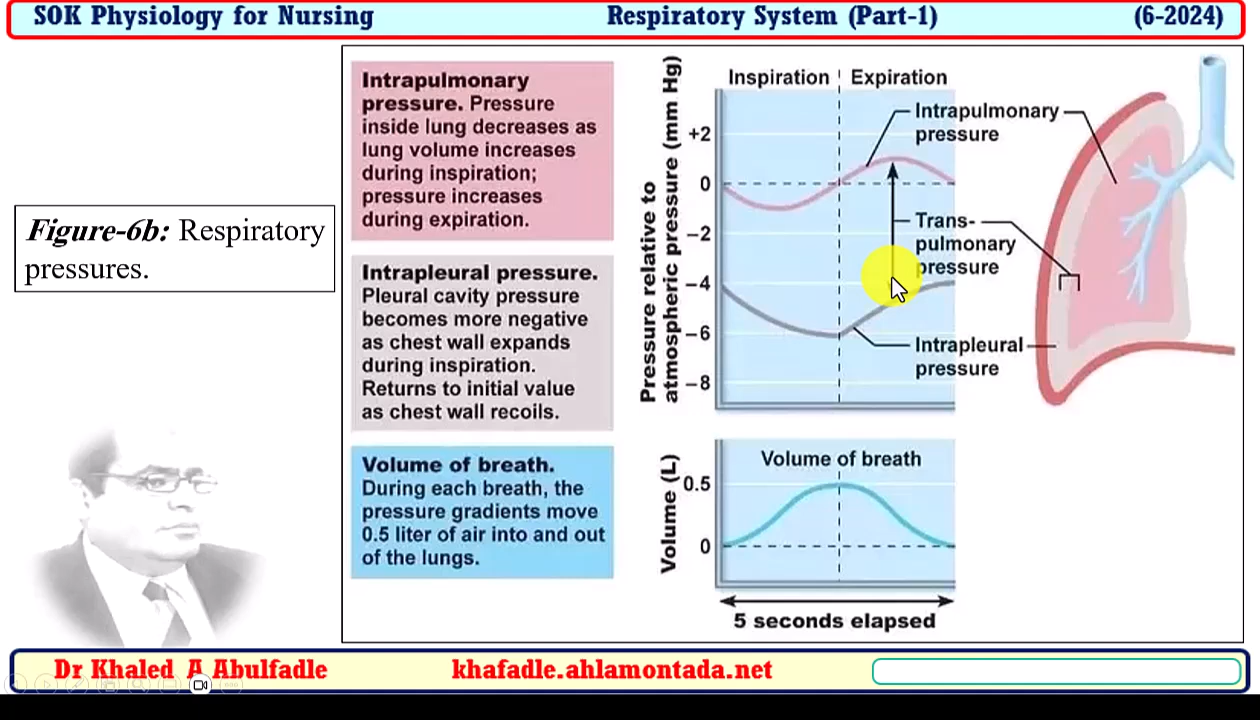 SOK Physiology for Nursing Respiratory System (Part-1) (6-2024)
Figure-6b: Respiratory
pressures.
Intrapulmonary
pressure. Pressure
inside lung decreases as
lung volume increases
during inspiration;
pressure increases
during expiration.
Intrapleural pressure.
Pleural cavity pressure
becomes more negative
as chest wall expands
during inspiration.
Returns to initial value
as chest wall recoils.
Volume of breath.
During each breath, the
pressure gradients move
0.5 liter of air into and out
of the lungs.
Pressure relative to
atmospheric pressure (mm Hg)
Inspiration Expiration
+2
0
−2
−4
−6
−8
Intrapulmonary
pressure
Trans-
pulmonary
pressure
Intrapleural
pressure
Volume (L)
Volume of breath
0.5
0
5 seconds elapsed
Dr Khaled A Abulfadle khafadle.ahlamontada.net